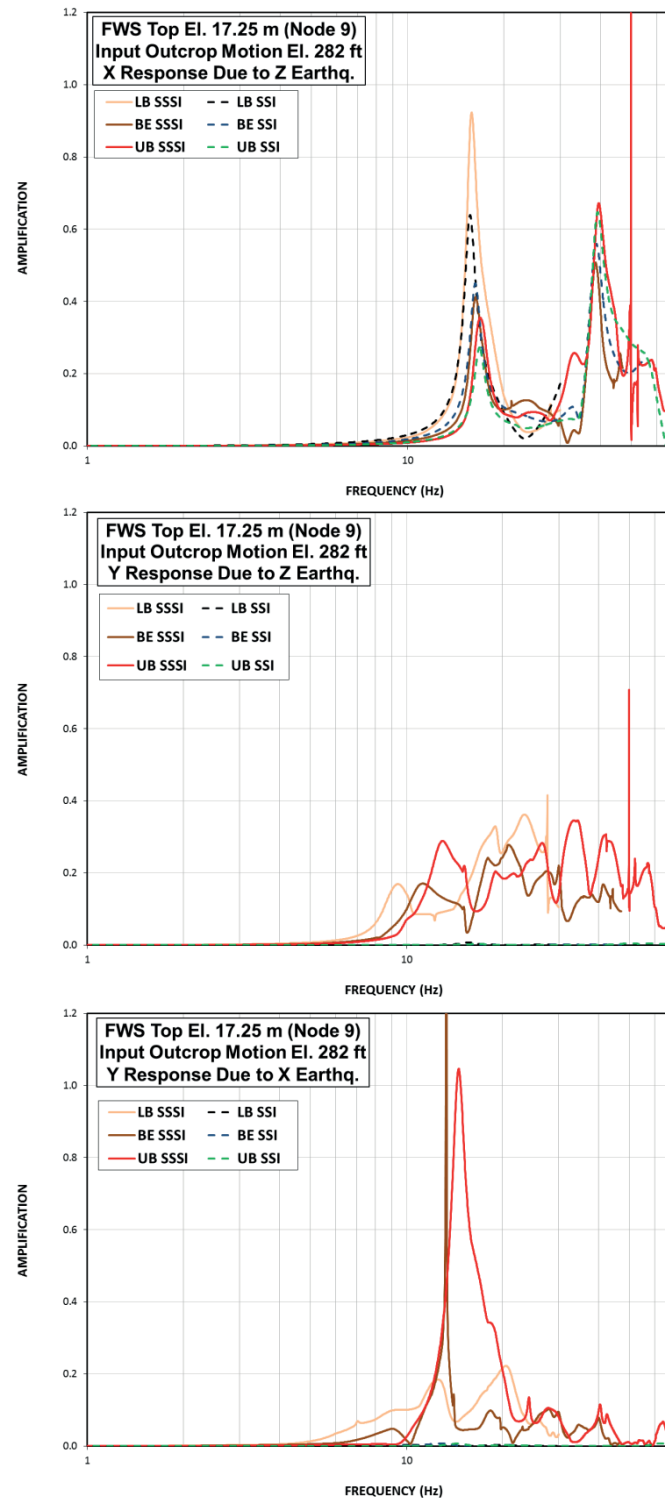 FWS Top El. 17.25 m (Node 9)
Input Outcrop Motion El. 282 ft
X Response Due to Z Earthq.
LB SSSI
LB SSI
BE SSSI
BE SSI
UB SSSI
UB SSI
1.2
1.0
0.8
0.6
0.4
0.2
0.0
AMPLIFICATION
1
10
FREQUENCY (Hz)
FWS Top El. 17.25 m (Node 9)
Input Outcrop Motion El. 282 ft
Y Response Due to Z Earthq.
LB SSSI
LB SSI
BE SSSI
BE SSI
UB SSSI
UB SSI
1.2
1.0
0.8
0.6
0.4
0.2
0.0
AMPLIFICATION
1
10
FREQUENCY (Hz)
FWS Top El. 17.25 m (Node 9)
Input Outcrop Motion El. 282 ft
Y Response Due to X Earthq.
LB SSSI
LB SSI
BE SSSI
BE SSI
UB SSSI
UB SSI
1.2
1.0
0.8
0.6
0.4
0.2
0.0
AMPLIFICATION
1
10
FREQUENCY (Hz)